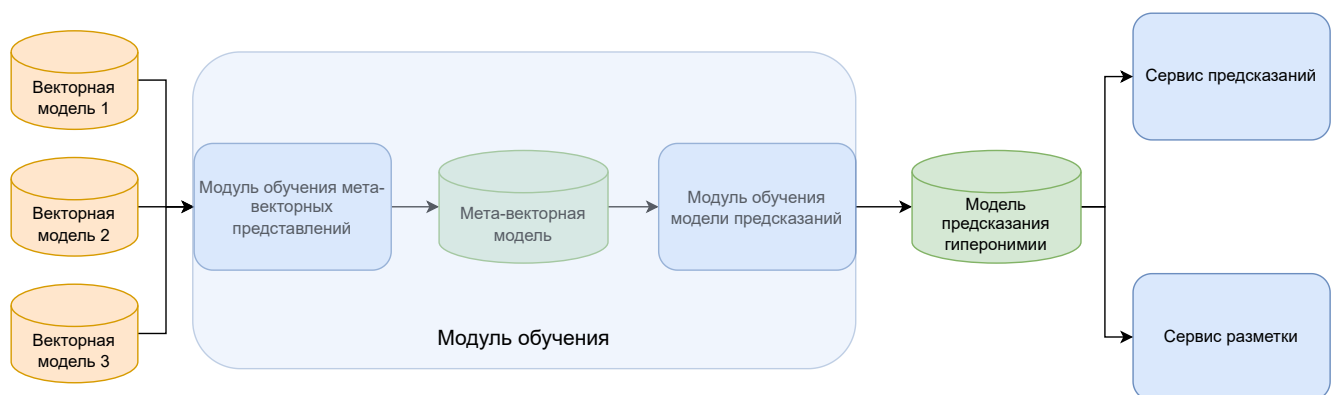 Векторная
модель 1
Векторная
модель 2
Векторная
модель 3
Модуль обучения мета-
векторных
представлений
Мета-векторная
модель
Модуль обучения
модели предсказаний
Модуль обучения
Модель
предсказания
гиперонимии
Сервис предсказаний
Сервис разметки